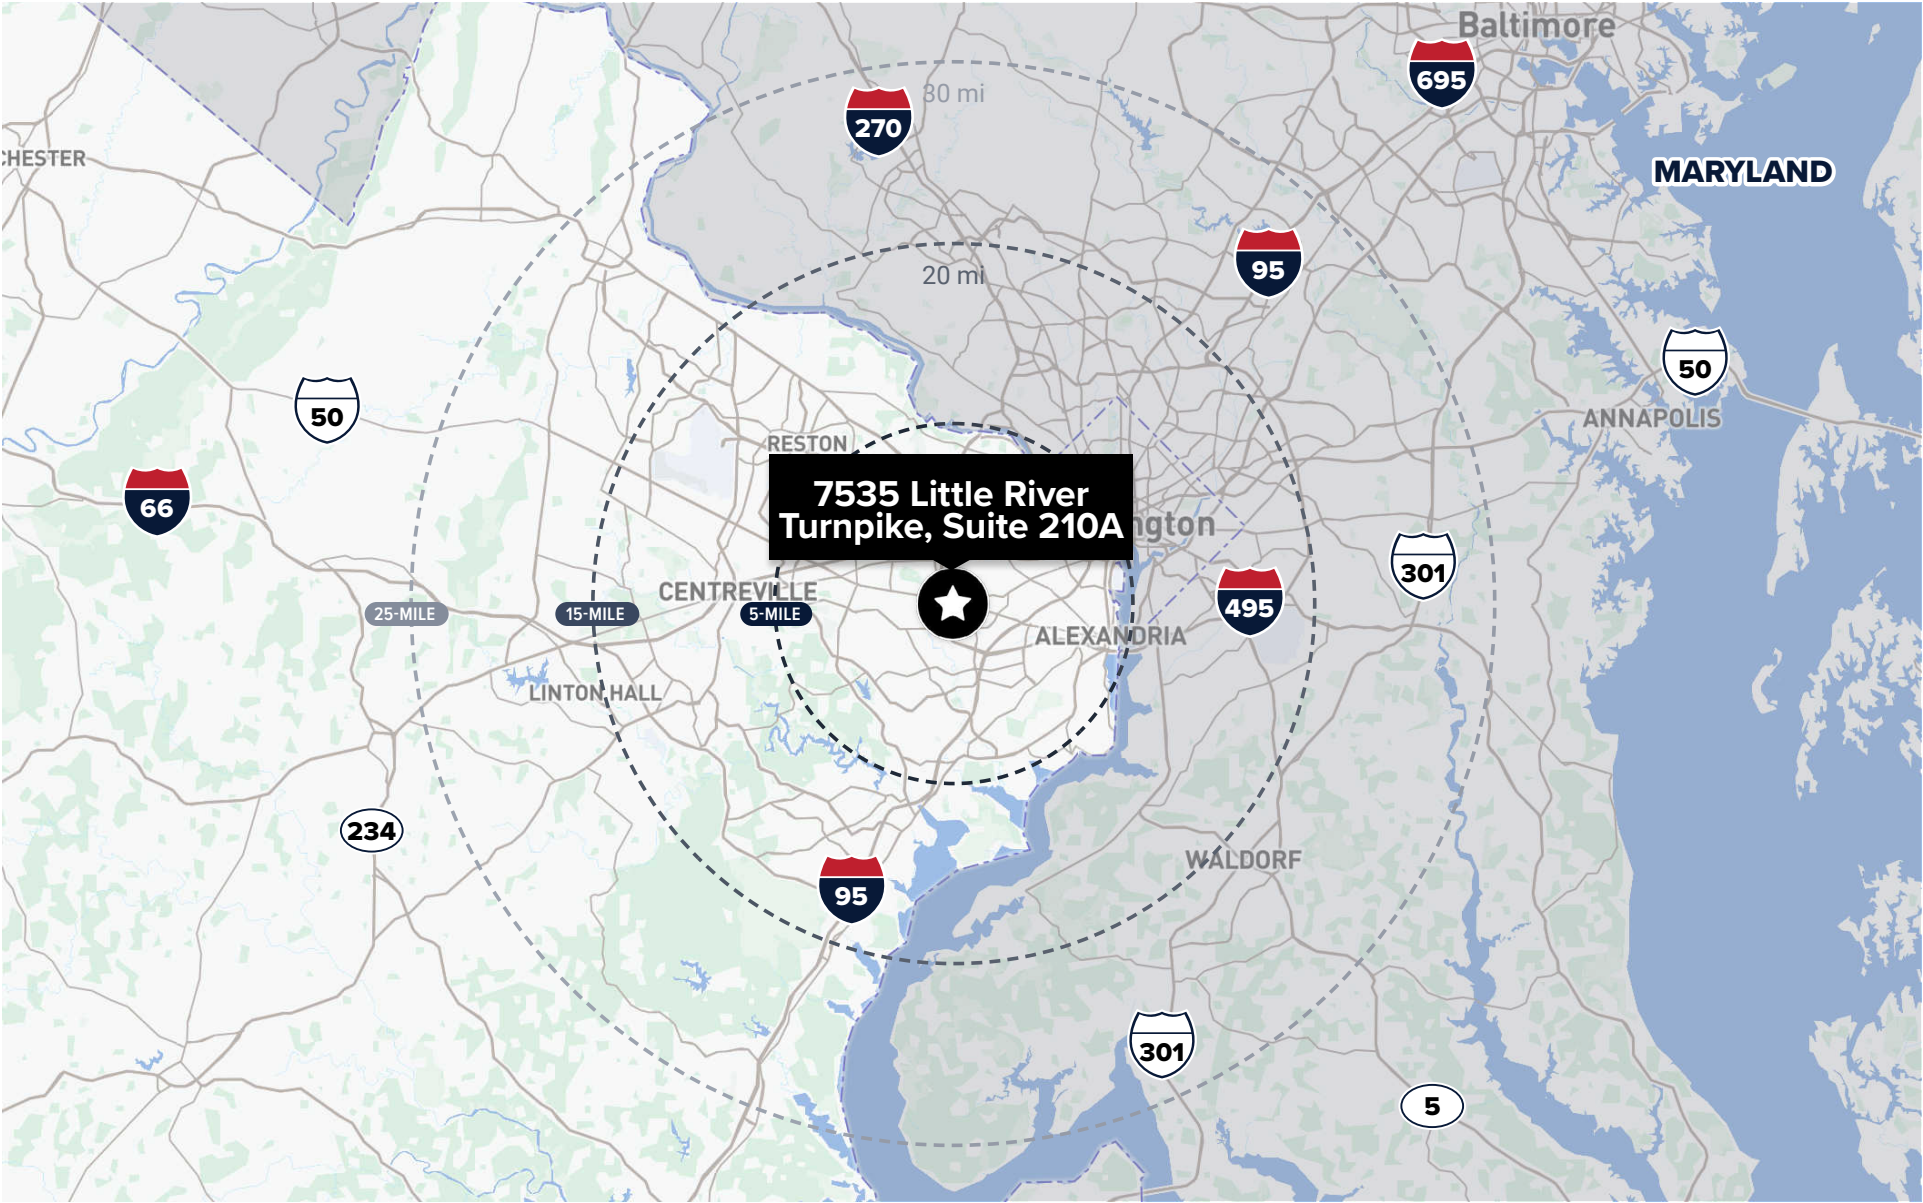 Baltimore
695
30 mi
270
CHESTER
MARYLAND
95
20 mi
50
50
ANNAPOLIS
RESTON
66
7535 Little River
Turnpike, Suite 210A
ngton
301
CENTREVILLE
25-MILE
15-MILE
5-MILE
495
ALEXANDRIA
LINTON HALL
234
WALDORF
95
301
5